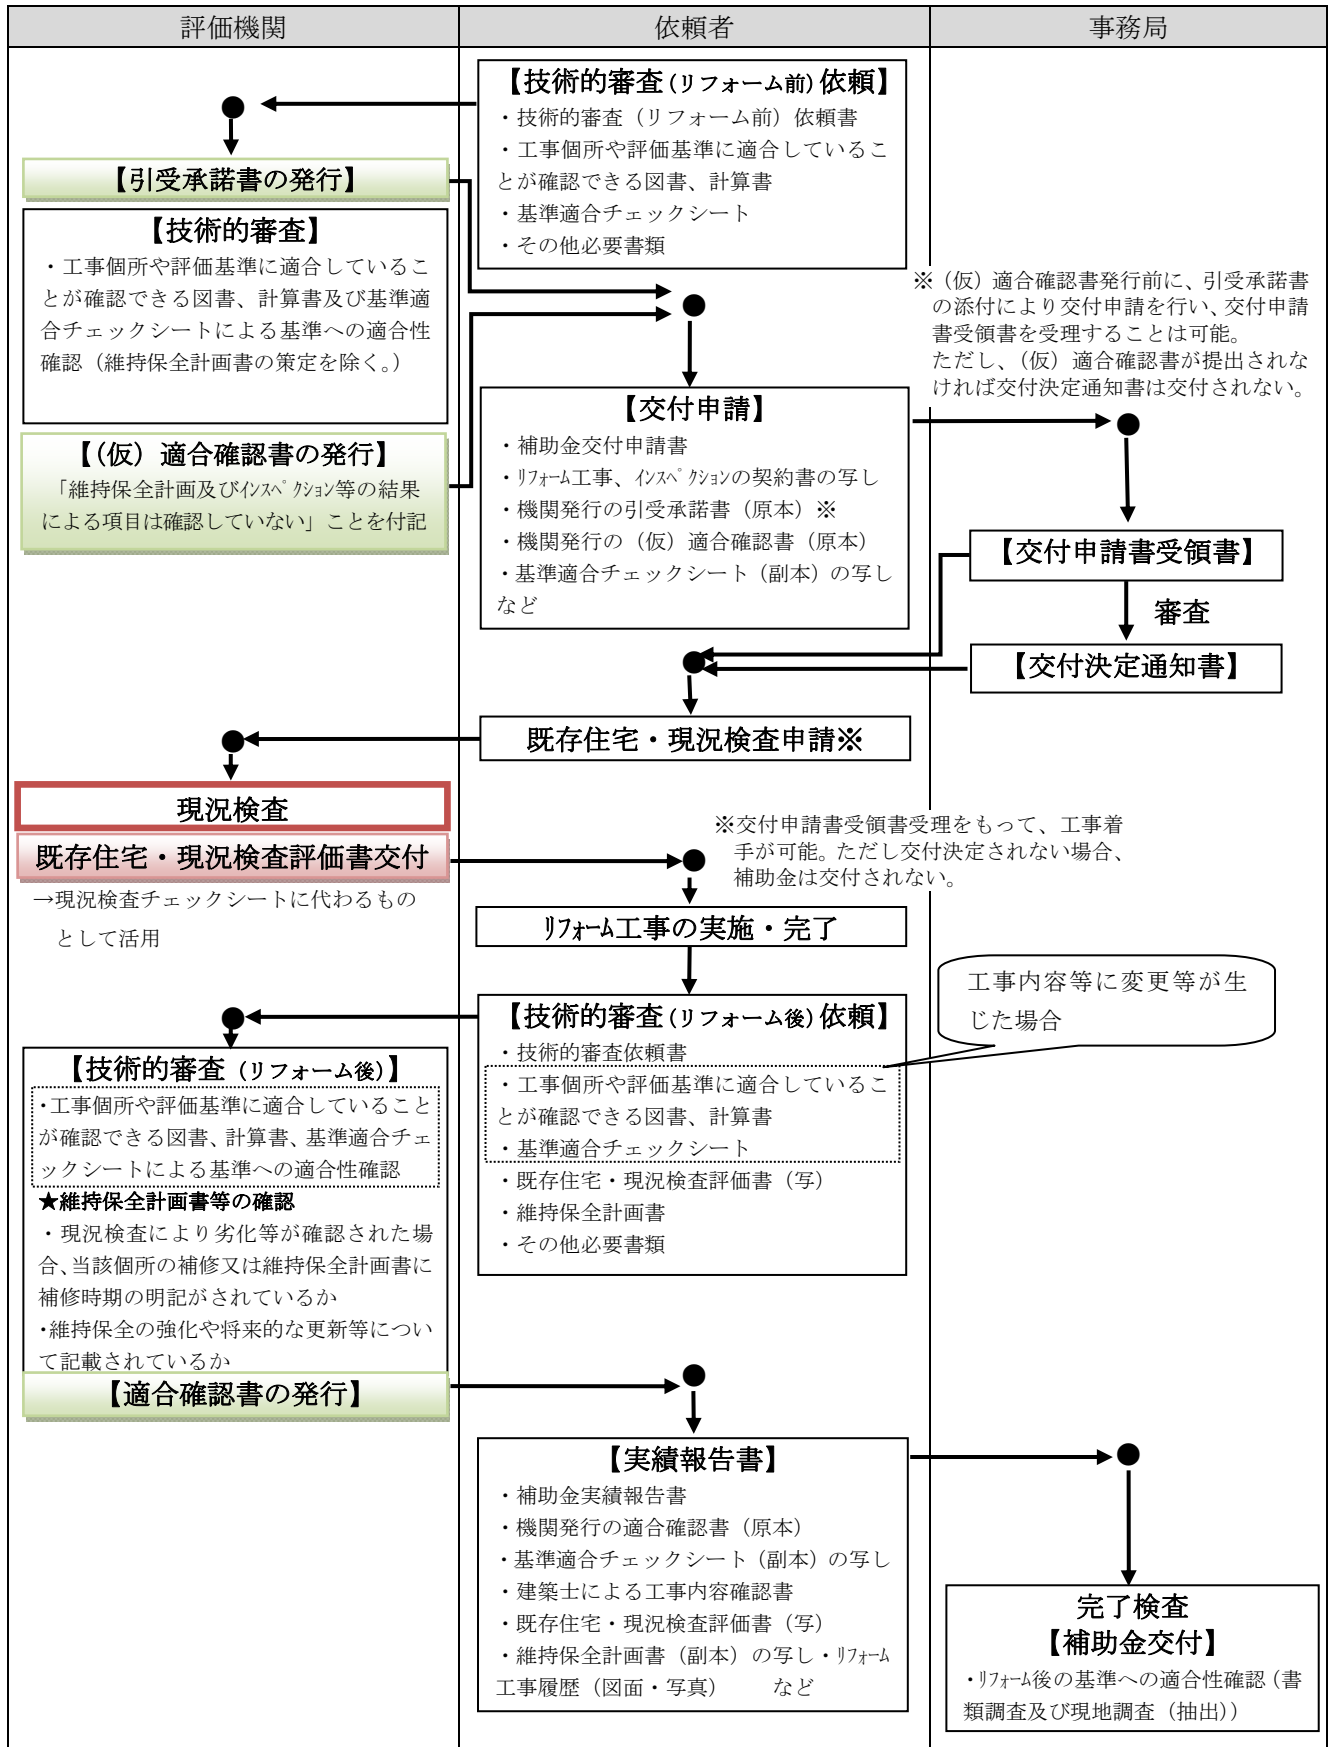 評価機関
依頼者
事務局
【技術的審査(リフォーム前)依頼】
・技術的審査（リフォーム前）依頼書
・工事個所や評価基準に適合しているこ
とが確認できる図書、計算書
・基準適合チェックシート
・その他必要書類
【引受承諾書の発行】
【技術的審査】
・工事個所や評価基準に適合しているこ
とが確認できる図書、計算書及び基準適
合チェックシートによる基準への適合性
確認（維持保全計画書の策定を除く。）
※（仮）適合確認書発行前に、引受承諾書
の添付により交付申請を行い、交付申請
書受領書を受理することは可能。
ただし、（仮）適合確認書が提出されな
ければ交付決定通知書は交付されない。
【交付申請】
・補助金交付申請書
・ﾘﾌｫｰﾑ工事、ｲﾝｽﾍﾟｸｼｮﾝの契約書の写し
・機関発行の引受承諾書（原本）※
・機関発行の（仮）適合確認書（原本）
・基準適合チェックシート（副本）の写し
など
【（仮）適合確認書の発行】
「維持保全計画及びｲﾝｽﾍﾟｸｼｮﾝ等の結果
による項目は確認していない」ことを付記
【交付申請書受領書】
審査
【交付決定通知書】
既存住宅・現況検査申請※
現況検査
既存住宅・現況検査評価書交付
→現況検査チェックシートに代わるもの
として活用
※交付申請書受領書受理をもって、工事着
手が可能。ただし交付決定されない場合、
補助金は交付されない。
ﾘﾌｫｰﾑ工事の実施・完了
工事内容等に変更等が生
じた場合
【技術的審査(リフォーム後)依頼】
・技術的審査依頼書
・工事個所や評価基準に適合しているこ
とが確認できる図書、計算書
・基準適合チェックシート
・既存住宅・現況検査評価書（写）
・維持保全計画書
・その他必要書類
【技術的審査（リフォーム後）】
・工事個所や評価基準に適合していること
が確認できる図書、計算書、基準適合チェ
ックシートによる基準への適合性確認
★維持保全計画書等の確認
・現況検査により劣化等が確認された場
合、当該個所の補修又は維持保全計画書に
補修時期の明記がされているか
・維持保全の強化や将来的な更新等につい
て記載されているか
【適合確認書の発行】
【実績報告書】
・補助金実績報告書
・機関発行の適合確認書（原本）
・基準適合チェックシート（副本）の写し
・建築士による工事内容確認書
・既存住宅・現況検査評価書（写）
・維持保全計画書（副本）の写し・ﾘﾌｫｰﾑ
工事履歴（図面・写真）　　など
完了検査
【補助金交付】
・ﾘﾌｫｰﾑ後の基準への適合性確認（書
類調査及び現地調査（抽出））